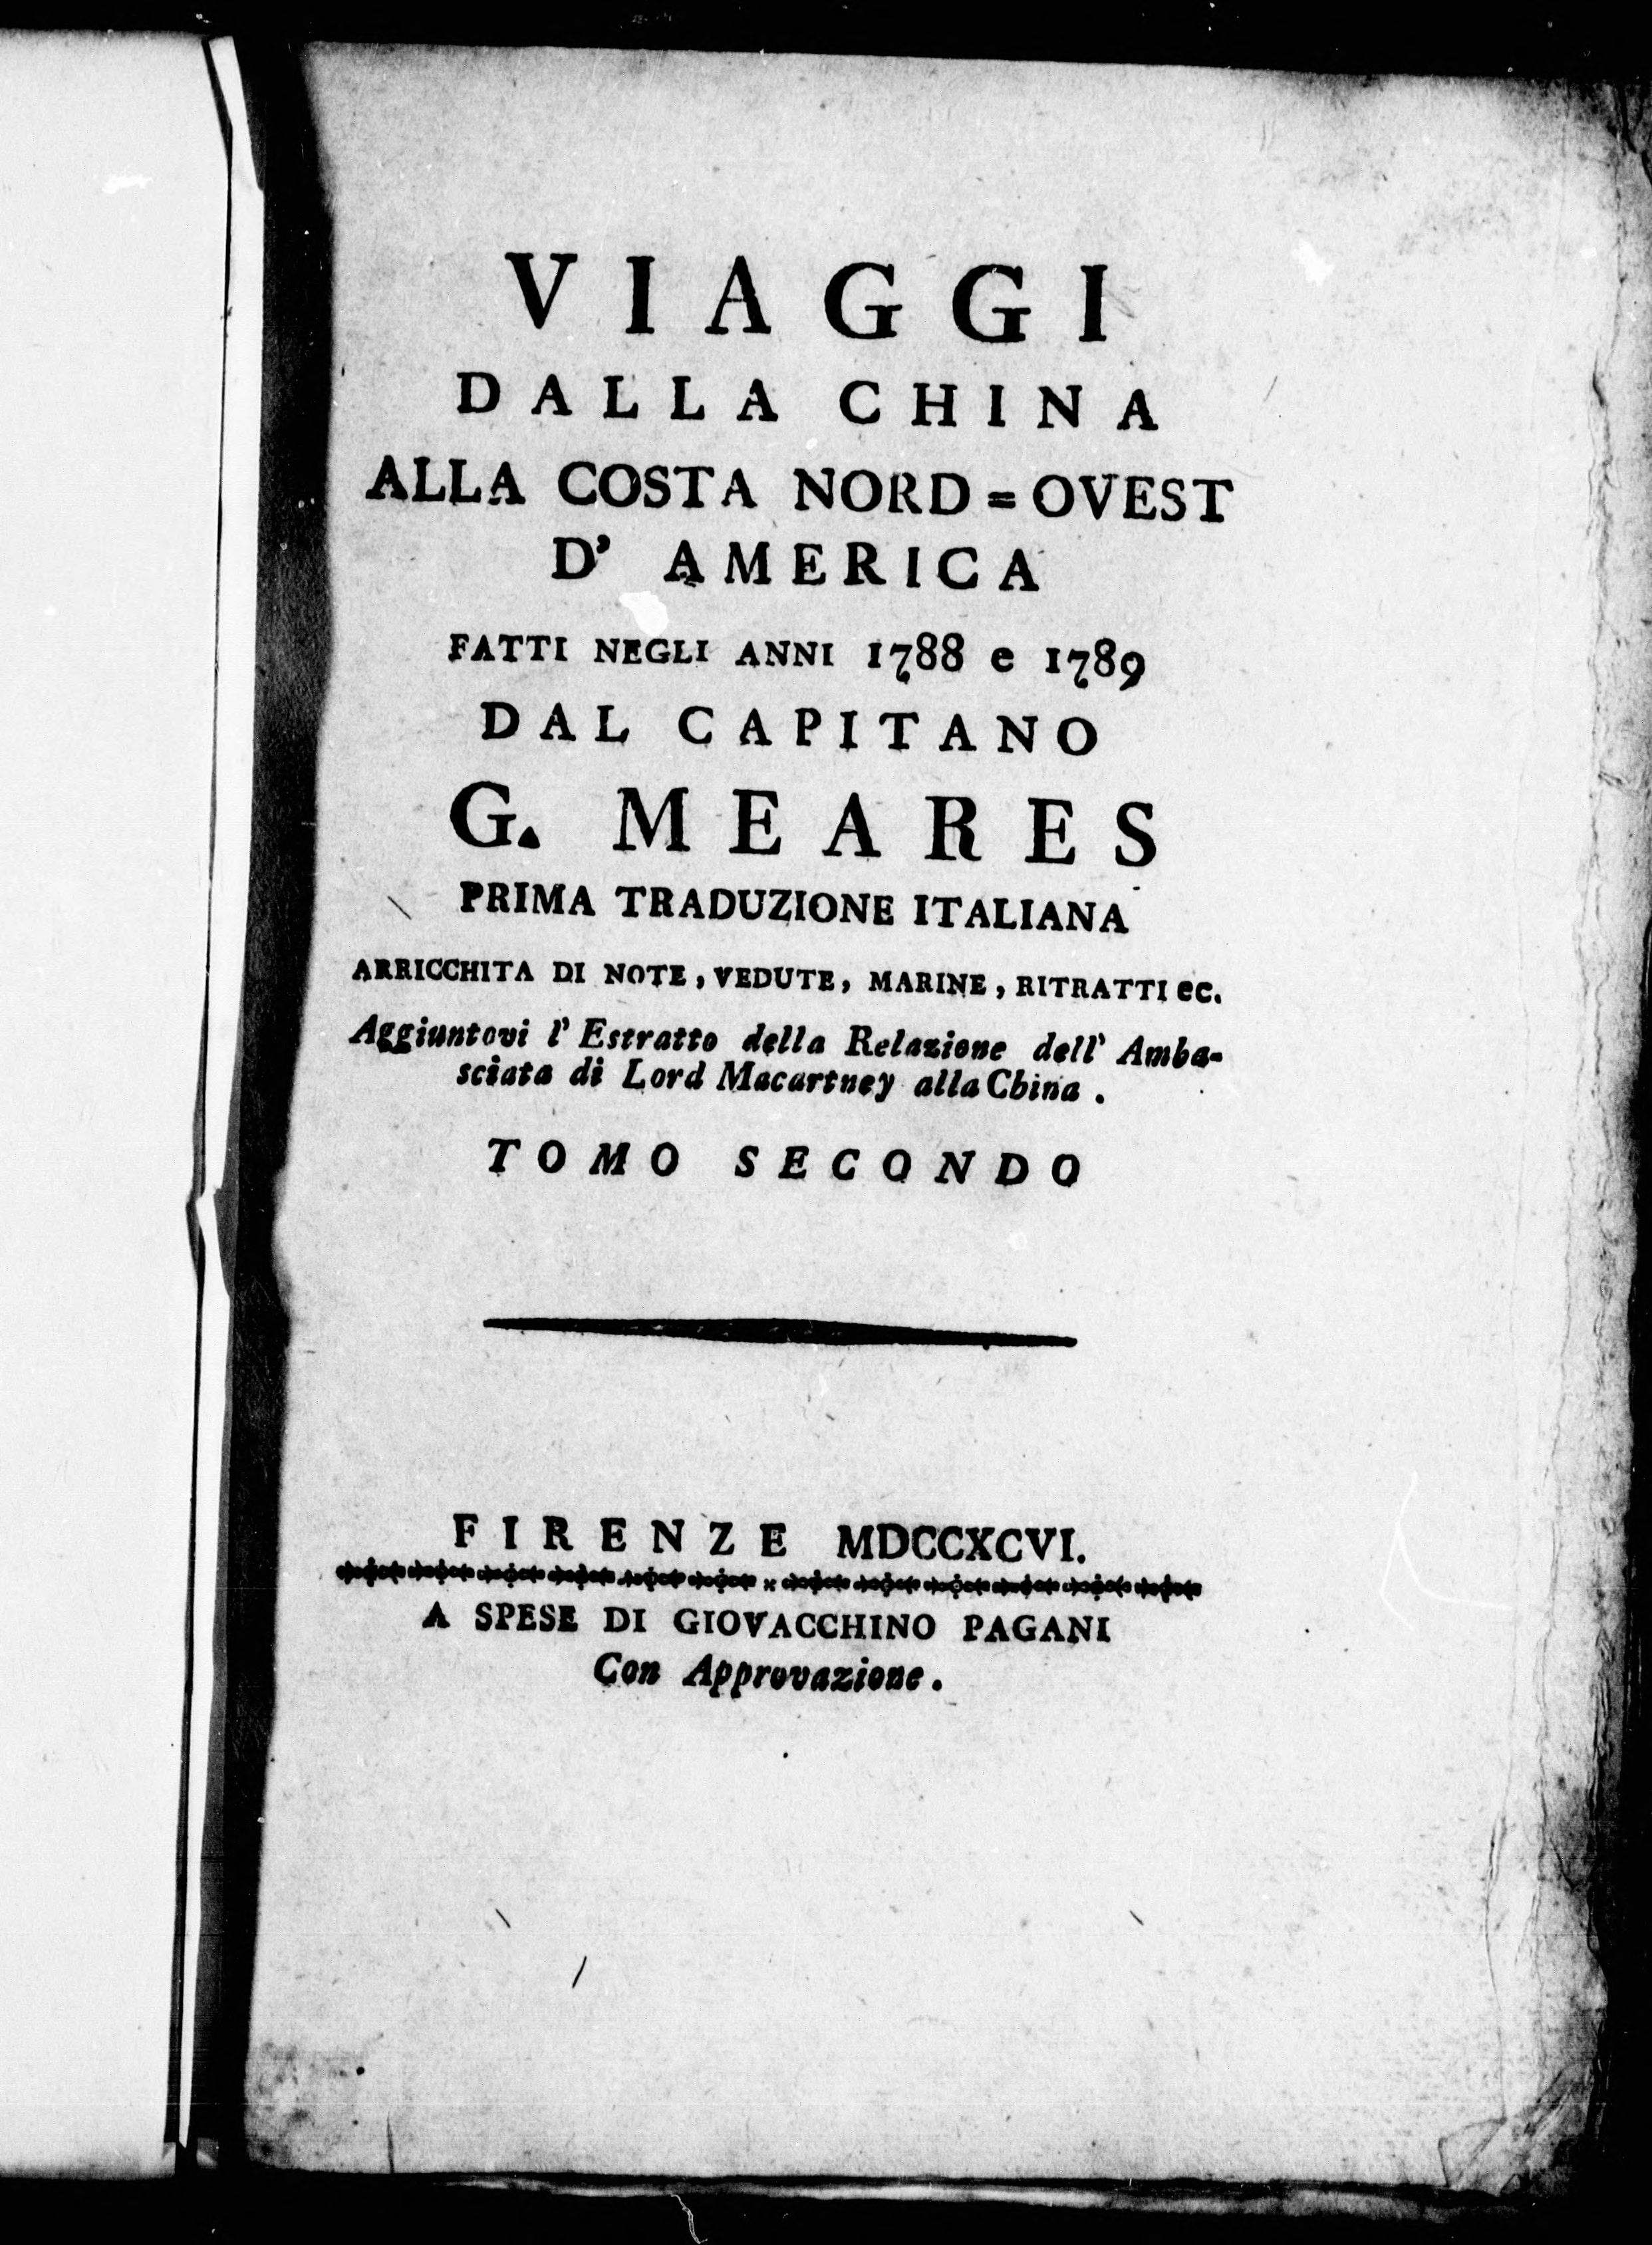 VIAGGI
DALLA CHINA
ALLA COSTA NORD=OVEST
D' AMERICA
FATTI NEGLI ANNI 1788 e 1789
DAL CAPITANO
G. MEARES
PRIMA TRADUZIONE ITALIANA
ARRICCHITA DI NOTE, VEDUTE, MARINE, RITRATTI ec.
Aggiuntovi l' Estratto della Relazione dell' Amba-
sciata di Lord Macartney alla China.
TOMO SECONDO
FIRENZE MDCCXCVI.
A SPESE DI GIOVACCHINO PAGANI
Con Approvazione.